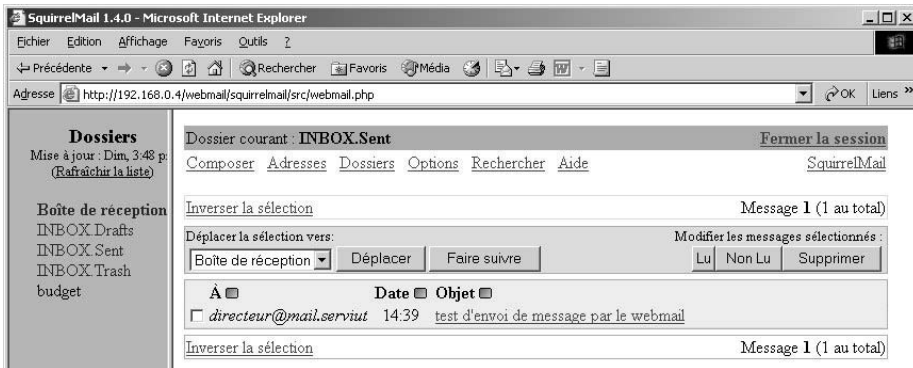 SquirrelMail 1.4.0 - Microsoft Internet Explorer
Fichier Edition Affichage Favoris Outils ?
Précédente Rechercher Favoris Média
Adresse http://192.168.0.4/webmail/squirrelmail/src/webmail.php OK Liens »
Dossiers
Mise à jour : Dim, 3:48 p:
(Rafraîchir la liste)
Boîte de réception
INBOX.Drafts
INBOX.Sent
INBOX.Trash
budget
Dossier courant : INBOX.Sent Fermer la session
Composer Adresses Dossiers Options Rechercher Aide SquirrelMail
Inverser la sélection Message 1 (1 au total)
Déplacer la sélection vers: Modifier les messages sélectionnés :
Boîte de réception Déplacer Faire suivre Lu Non Lu Supprimer
À Date Objet
directeur@mail.serviut 14:39 test d'envoi de message par le webmail
Inverser la sélection Message 1 (1 au total)